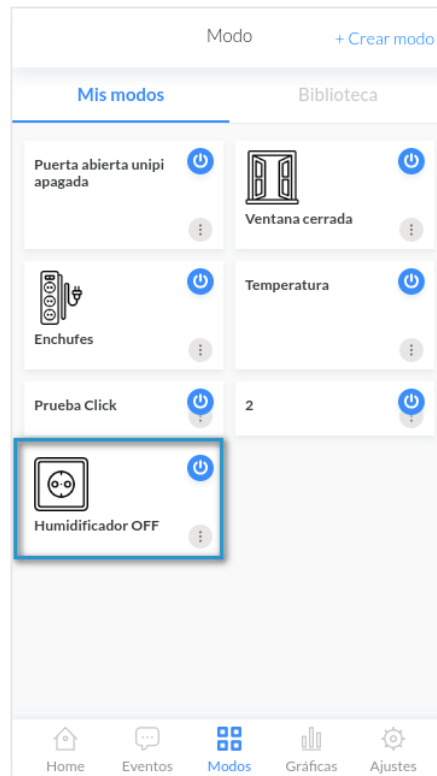 Modo
+ Crear modo
Mis modos
Biblioteca
Puerta abierta unipi
apagada
Ventana cerrada
Enchufes
Temperatura
Prueba Click
2
Humidificador OFF
Home
Eventos
Modos
Gráficas
Ajustes